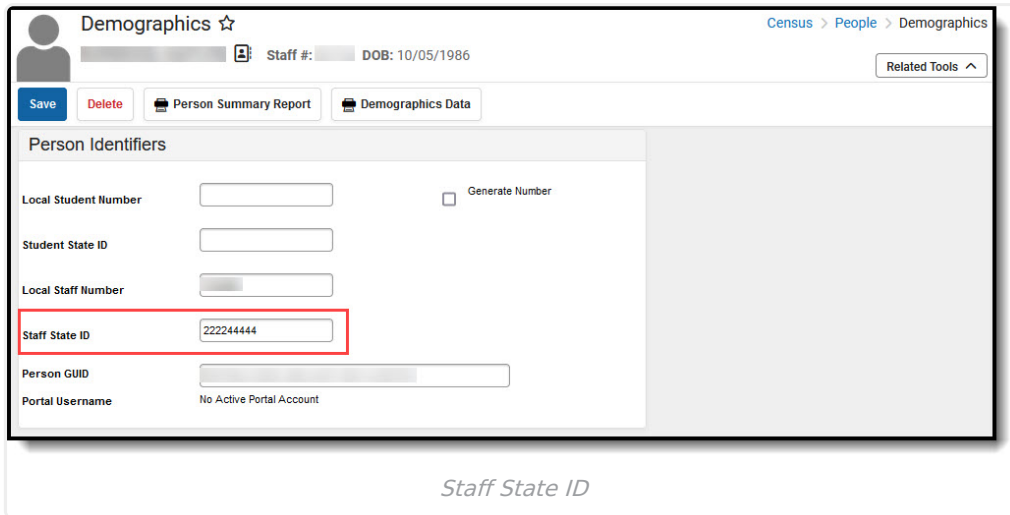 Demographics ☆
Census > People > Demographics
Staff #: DOB: 10/05/1986
Related Tools
Save Delete Person Summary Report Demographics Data
Person Identifiers
Local Student Number Generate Number
Student State ID
Local Staff Number
Staff State ID 222244444
Person GUID
Portal Username No Active Portal Account
Staff State ID